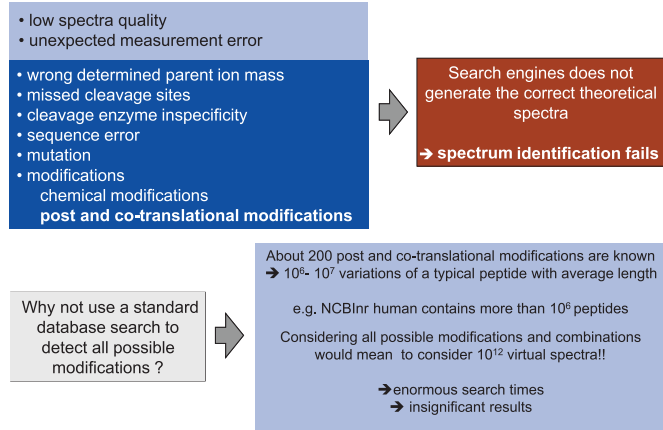 • low spectra quality
• unexpected measurement error
• wrong determined parent ion mass
• missed cleavage sites
• cleavage enzyme inspecificity
• sequence error
• mutation
• modifications
chemical modifications
post and co-translational modifications
Search engines does not
generate the correct theoretical
spectra
➔ spectrum identification fails
Why not use a standard
database search to
detect all possible
modifications ?
About 200 post and co-translational modifications are known
➔ 10⁶- 10⁷ variations of a typical peptide with average length
e.g. NCBInr human contains more than 10⁶ peptides
Considering all possible modifications and combinations
would mean to consider 10¹² virtual spectra!!
➔enormous search times
➔ insignificant results